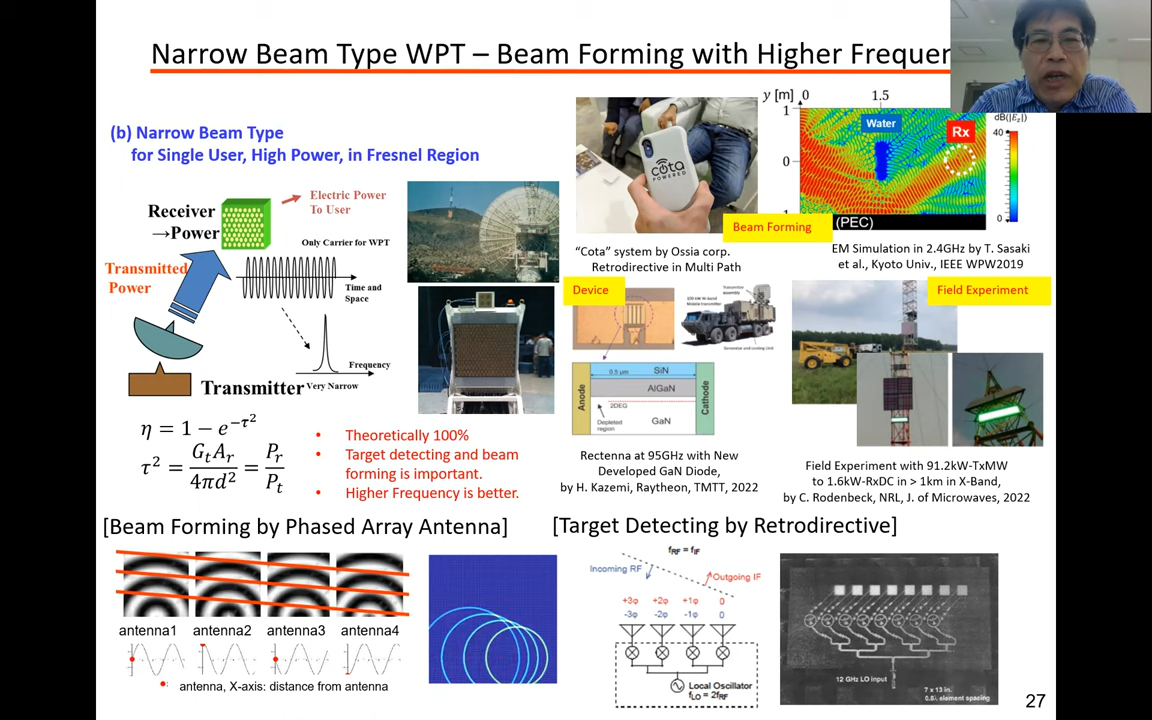 Narrow Beam Type WPT – Beam Forming with Higher Frequen
(b) Narrow Beam Type
for Single User, High Power, in Fresnel Region
Receiver
→Power
Electric Power
To User
Only Carrier for WPT
Transmitted
Power
Time and
Space
Frequency
Transmitter
Very Narrow
η = 1 − e^{−τ²}
τ² = G_t A_r / 4πd² = P_r / P_t
• Theoretically 100%
• Target detecting and beam
forming is important.
• Higher Frequency is better.
cota
POWERED
Beam Forming
"Cota" system by Ossia corp.
Retrodirective in Multi Path
y [m] 0 1.5
1
0
Water
Rx
(PEC)
dB(|E_z|)
40
0
EM Simulation in 2.4GHz by T. Sasaki
et al., Kyoto Univ., IEEE WPW2019
Device
0.5 μm
SiN
AlGaN
2DEG
Depleted
region
GaN
Anode
Cathode
Rectenna at 95GHz with New
Developed GaN Diode,
by H. Kazemi, Raytheon, TMTT, 2022
Field Experiment
Field Experiment with 91.2kW-TxMW
to 1.6kW-RxDC in > 1km in X-Band,
by C. Rodenbeck, NRL, J. of Microwaves, 2022
[Beam Forming by Phased Array Antenna]
antenna1 antenna2 antenna3 antenna4
• antenna, X-axis: distance from antenna
[Target Detecting by Retrodirective]
f_RF = f_IF
Incoming RF
Outgoing IF
+3φ +2φ +1φ 0
-3φ -2φ -1φ 0
Local Oscillator
f_LO = 2f_RF
12 GHz LO input
7 x 13 in.
element spacing
27